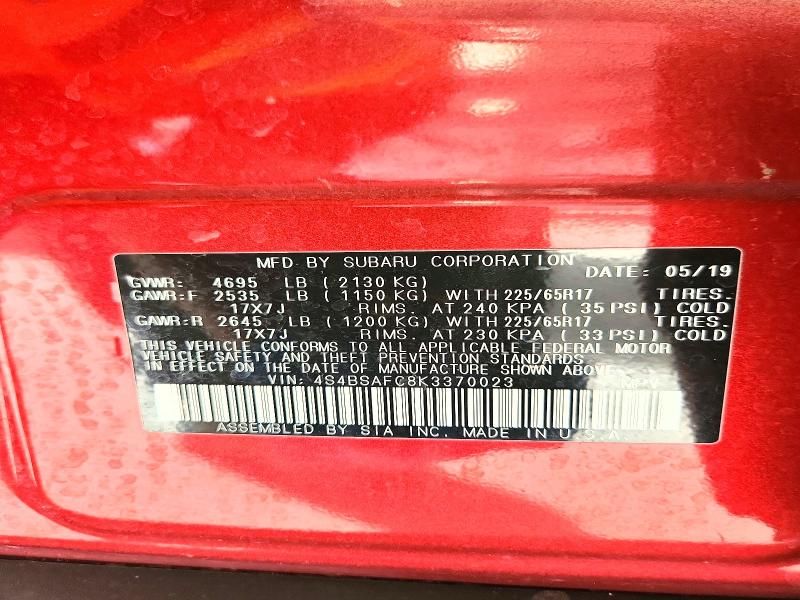 MFD BY SUBARU CORPORATION
DATE: 05/19
GVWR: 4695 LB (2130 KG)
GAWR:F 2535 LB (1150 KG) WITH 225/65R17 TIRES.
17X7J RIMS. AT 240 KPA (35 PSI) COLD
GAWR:R 2645 LB (1200 KG) WITH 225/65R17 TIRES.
17X7J RIMS. AT 230 KPA (33 PSI) COLD
THIS VEHICLE CONFORMS TO ALL APPLICABLE FEDERAL MOTOR
VEHICLE SAFETY AND THEFT PREVENTION STANDARDS
IN EFFECT ON THE DATE OF MANUFACTURE SHOWN ABOVE.
VIN: 4S4BSAFC8K3370023 MPV
ASSEMBLED BY SIA INC. MADE IN U.S.A.